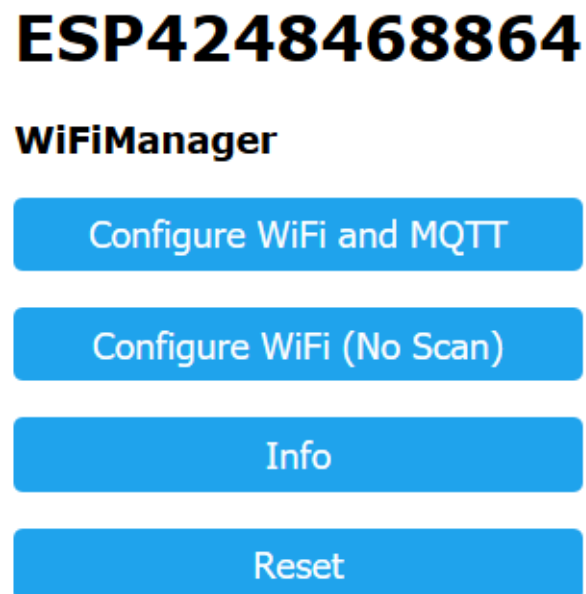 ESP4248468864
WiFiManager
Configure WiFi and MQTT
Configure WiFi (No Scan)
Info
Reset